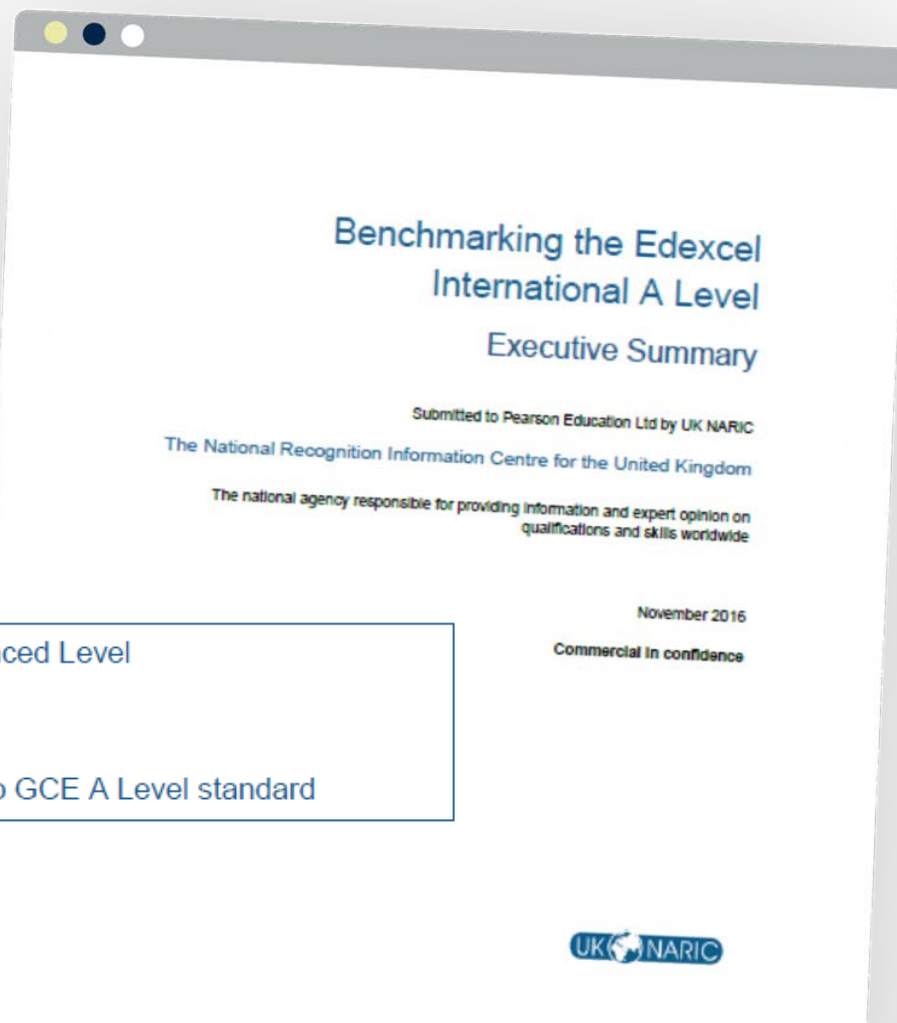 Benchmarking the Edexcel
International A Level
Executive Summary
Submitted to Pearson Education Ltd by UK NARIC
The National Recognition Information Centre for the United Kingdom
The national agency responsible for providing information and expert opinion on
qualifications and skills worldwide
November 2016
Commercial in confidence
Level
GCE A Level standard
UK NARIC